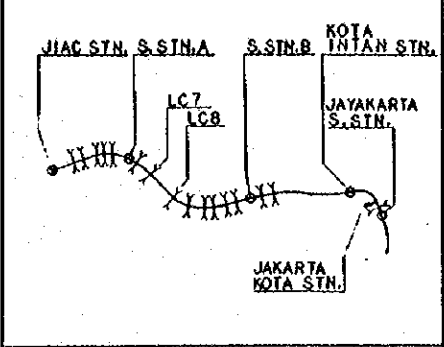 JIAC STN.
S. STN. A
S. STN. B
KOTA
INTAN STN.
LC7
LC8
JAYAKARTA
S. STN.
JAKARTA
KOTA STN.